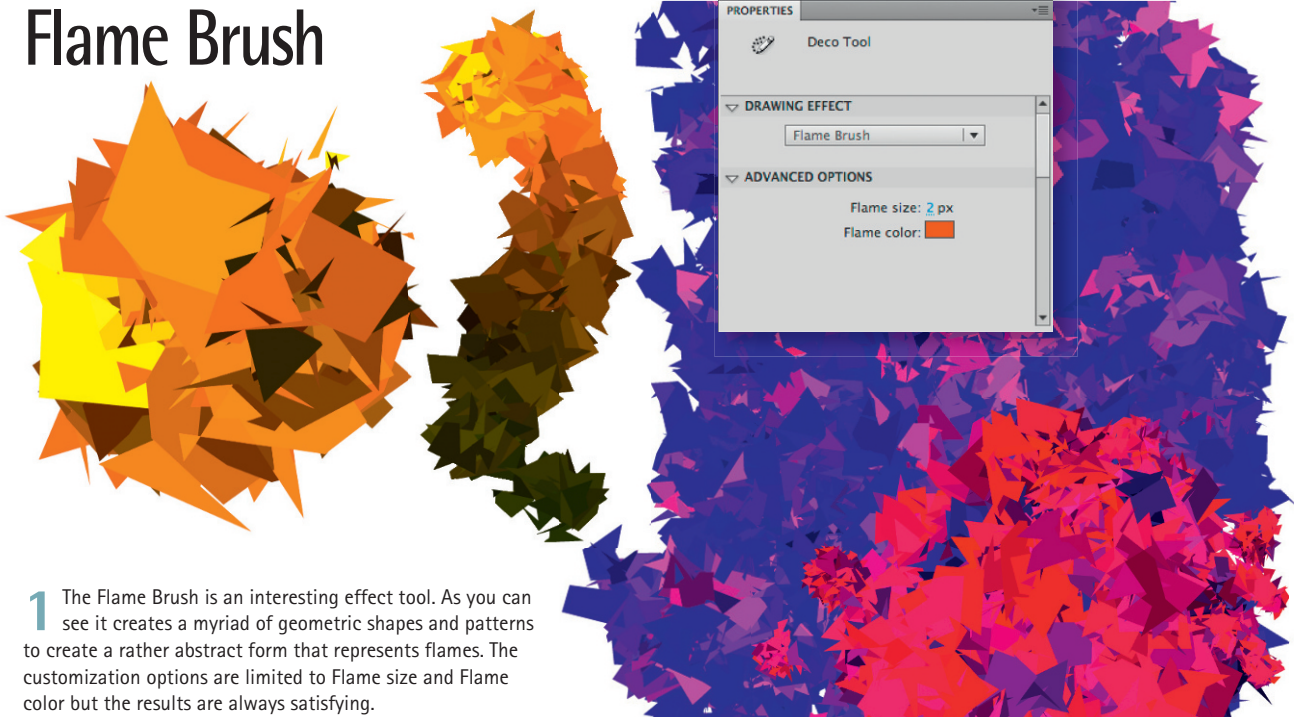 Flame Brush
PROPERTIES
Deco Tool
DRAWING EFFECT
Flame Brush
ADVANCED OPTIONS
Flame size: 2 px
Flame color:
1 The Flame Brush is an interesting effect tool. As you can
see it creates a myriad of geometric shapes and patterns
to create a rather abstract form that represents flames. The
customization options are limited to Flame size and Flame
color but the results are always satisfying.